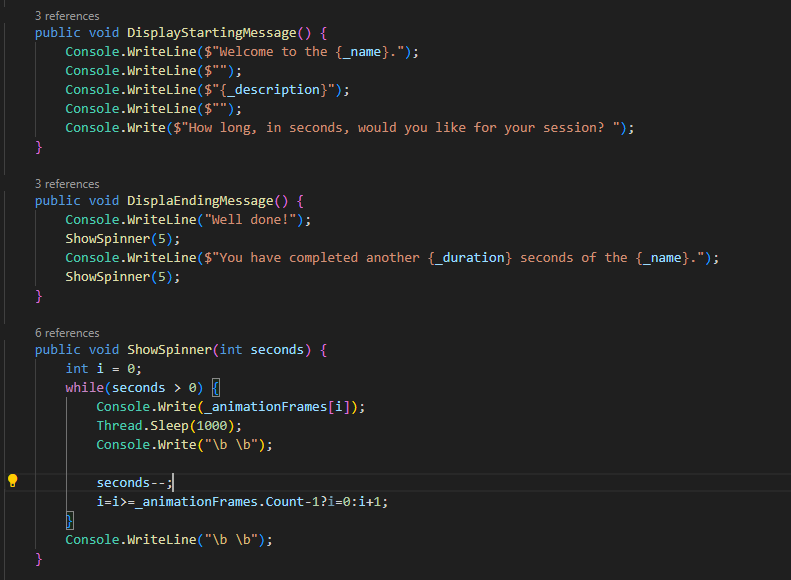 3 references
public void DisplayStartingMessage() {
Console.WriteLine($"Welcome to the {_name}.");
Console.WriteLine($"");
Console.WriteLine($"{_description}");
Console.WriteLine($"");
Console.Write($"How long, in seconds, would you like for your session? ");
}
3 references
public void DisplaEndingMessage() {
Console.WriteLine("Well done!");
ShowSpinner(5);
Console.WriteLine($"You have completed another {_duration} seconds of the {_name}.");
ShowSpinner(5);
}
6 references
public void ShowSpinner(int seconds) {
int i = 0;
while(seconds > 0) {
Console.Write(_animationFrames[i]);
Thread.Sleep(1000);
Console.Write("\b \b");
seconds--;
i=i>=_animationFrames.Count-1?i=0:i+1;
}
Console.WriteLine("\b \b");
}